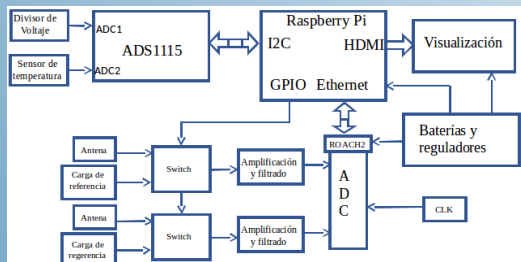 Divisor de
Voltaje
ADC1
ADS1115
Sensor de
temperatura
ADC2
Raspberry Pi
I2C
HDMI
GPIO Ethernet
Visualización
ROACH2
Baterías y
reguladores
Antena
Carga de
referencia
Switch
Amplificación
y filtrado
A
D
C
CLK
Antena
Carga de
regerencia
Switch
Amplificación
y filtrado